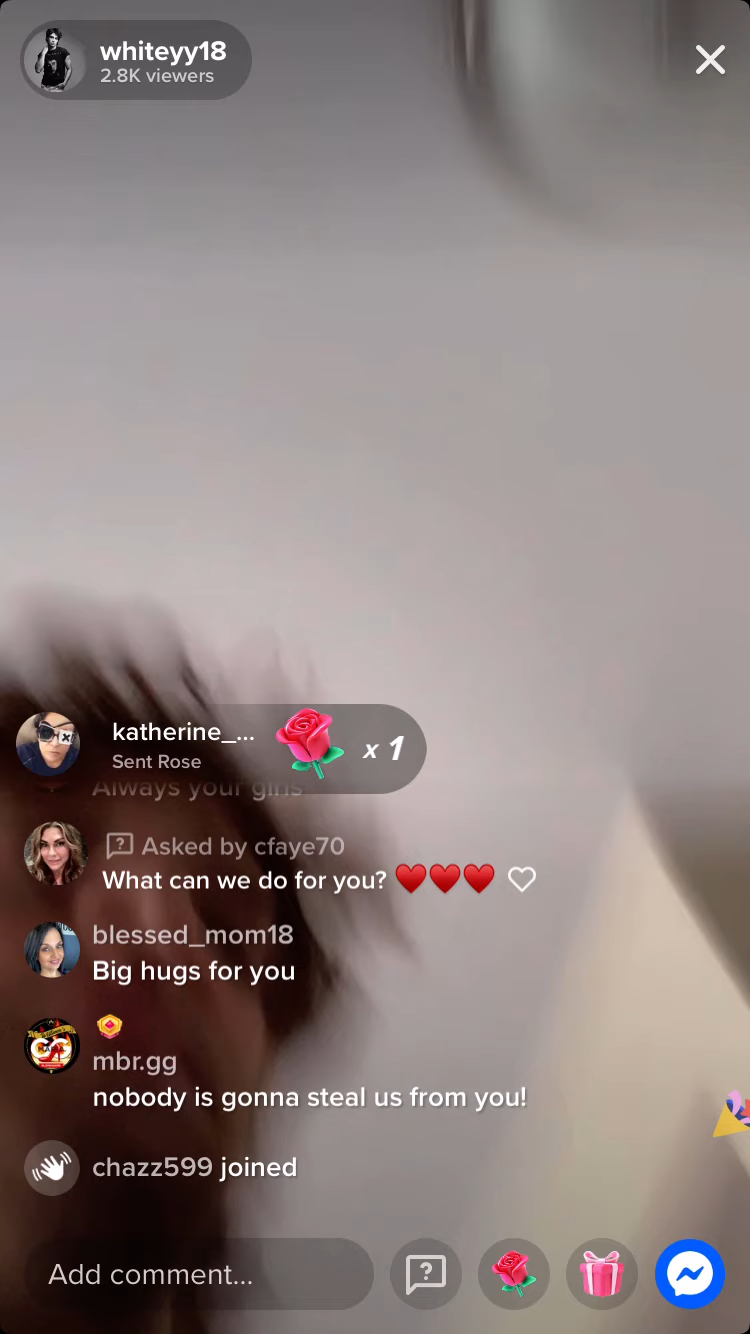 whiteyy18
2.8K viewers
katherine_...
Sent Rose
x 1
Always your girls
Asked by cfaye70
What can we do for you? ❤️❤️❤️
blessed_mom18
Big hugs for you
mbr.gg
nobody is gonna steal us from you!
chazz599 joined
Add comment...